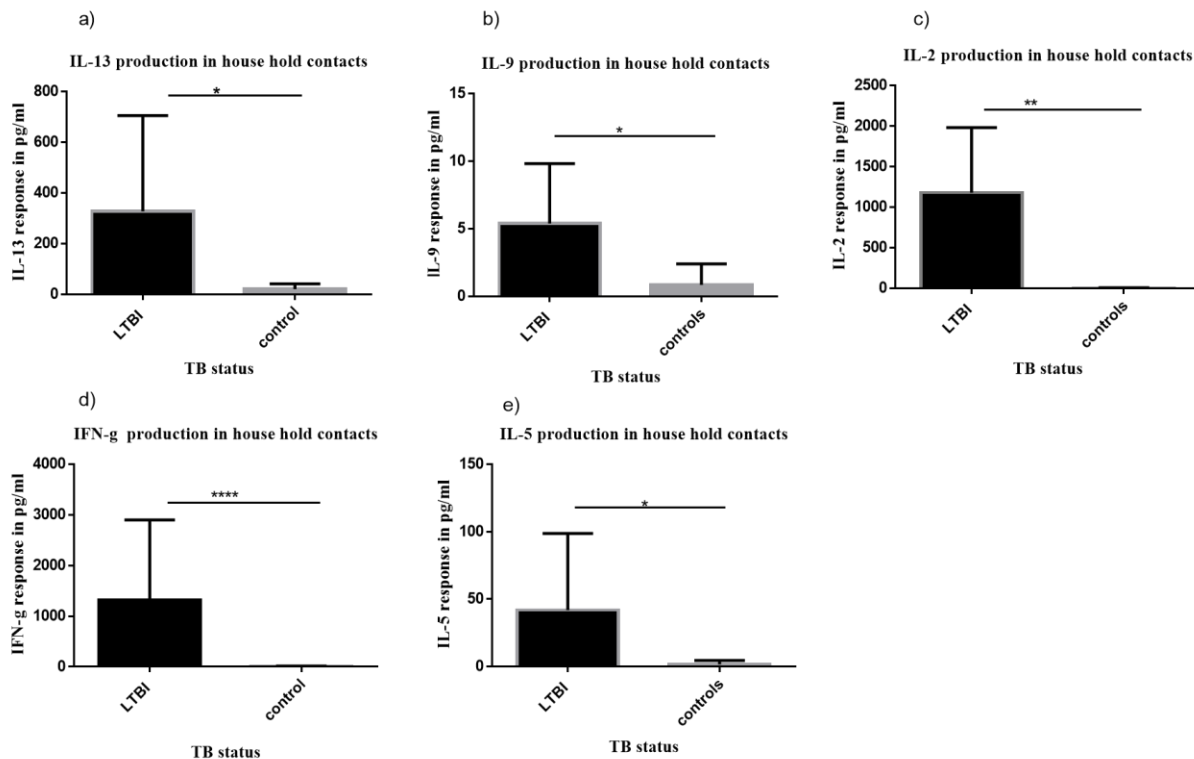 a)
IL-13 production in house hold contacts
800
600
400
200
0
IL-13 response in pg/ml
*
LTBI
control
TB status
b)
IL-9 production in house hold contacts
15
10
5
0
IL-9 response in pg/ml
*
LTBI
controls
TB status
c)
IL-2 production in house hold contacts
2500
2000
1500
1000
500
0
IL-2 response in pg/ml
**
LTBI
controls
TB status
d)
IFN-g production in house hold contacts
4000
3000
2000
1000
0
IFN-g response in pg/ml
****
LTBI
control
TB status
e)
IL-5 production in house hold contacts
150
100
50
0
IL-5 response in pg/ml
*
LTBI
controls
TB status